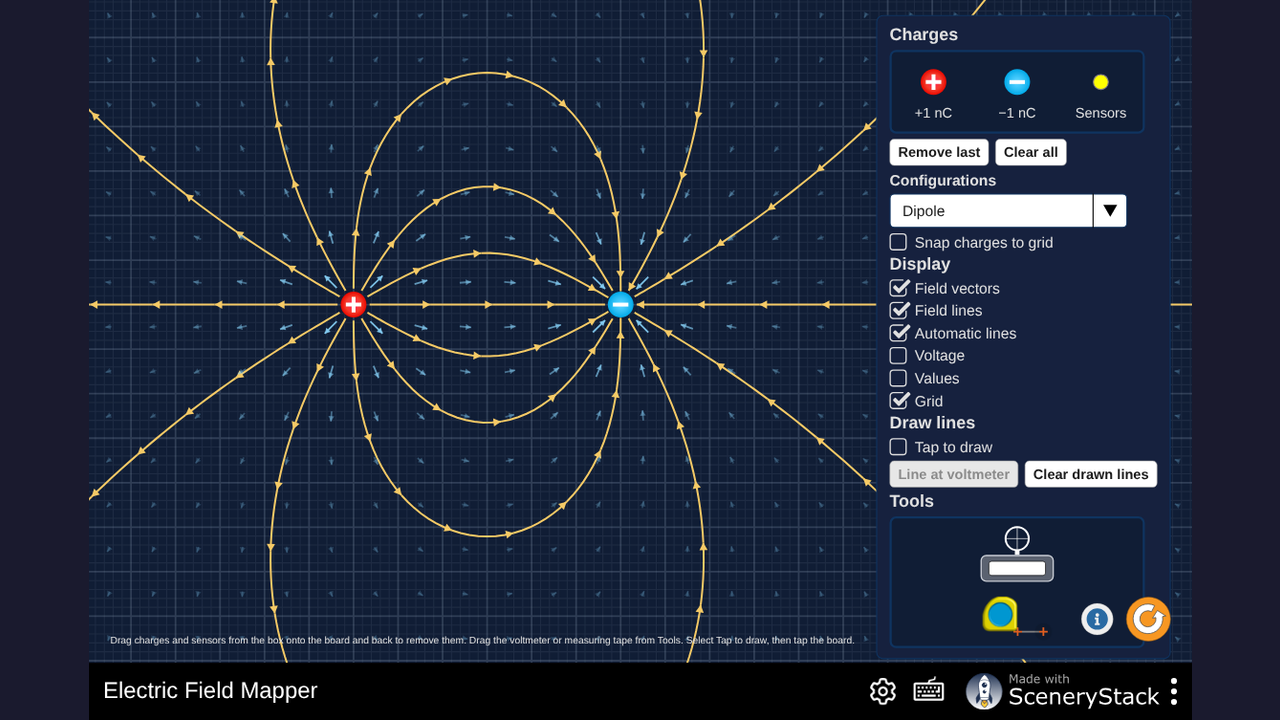 Charges
+1 nC
−1 nC
Sensors
Remove last
Clear all
Configurations
Dipole
Snap charges to grid
Display
Field vectors
Field lines
Automatic lines
Voltage
Values
Grid
Draw lines
Tap to draw
Line at voltmeter
Clear drawn lines
Tools
Drag charges and sensors from the box onto the board and back to remove them. Drag the voltmeter or measuring tape from Tools. Select Tap to draw, then tap the board.
Electric Field Mapper
Made with
SceneryStack